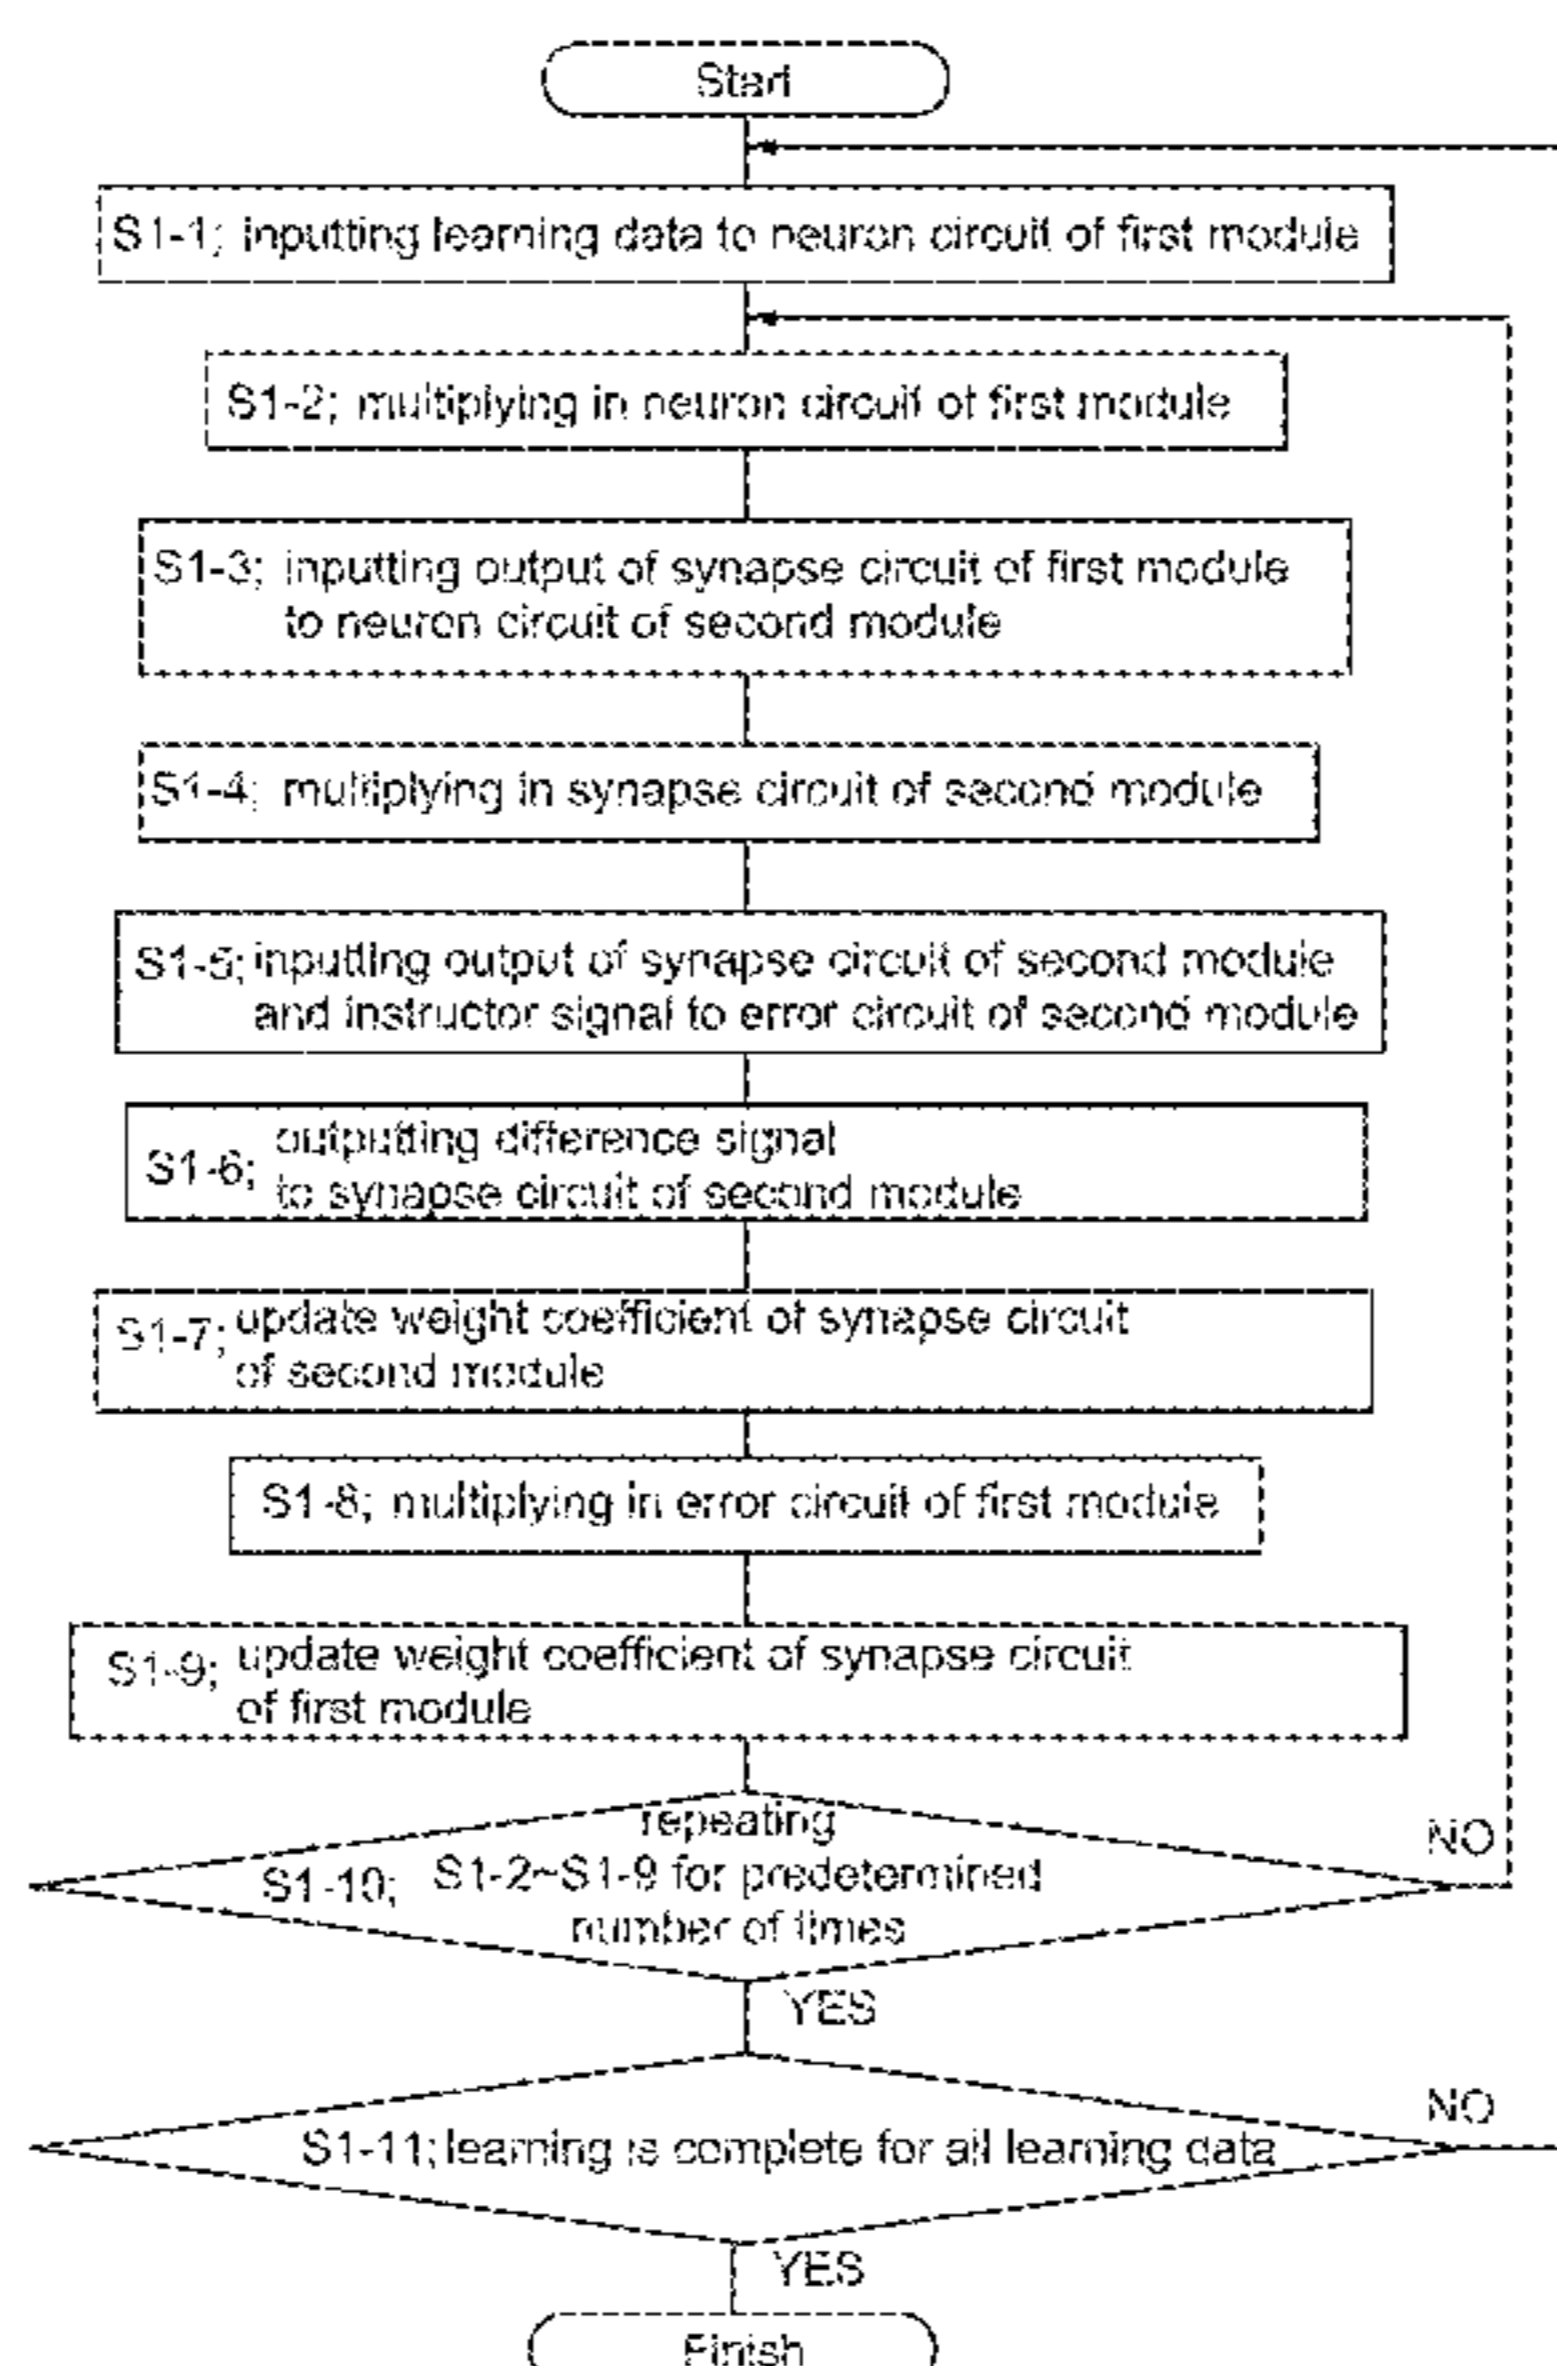 Start
S1-1; inputting learning data to neuron circuit of first module
S1-2; multiplying in neuron circuit of first module
S1-3; inputting output of synapse circuit of first module
to neuron circuit of second module
S1-4; multiplying in synapse circuit of second module
S1-5; inputting output of synapse circuit of second module
and instructor signal to error circuit of second module
S1-6; outputting difference signal
to synapse circuit of second module
S1-7; update weight coefficient of synapse circuit
of second module
S1-8; multiplying in error circuit of first module
S1-9; update weight coefficient of synapse circuit
of first module
repeating
S1-10; S1-2~S1-9 for predetermined
number of times
NO
YES
S1-11; learning is complete for all learning data
NO
YES
Finish